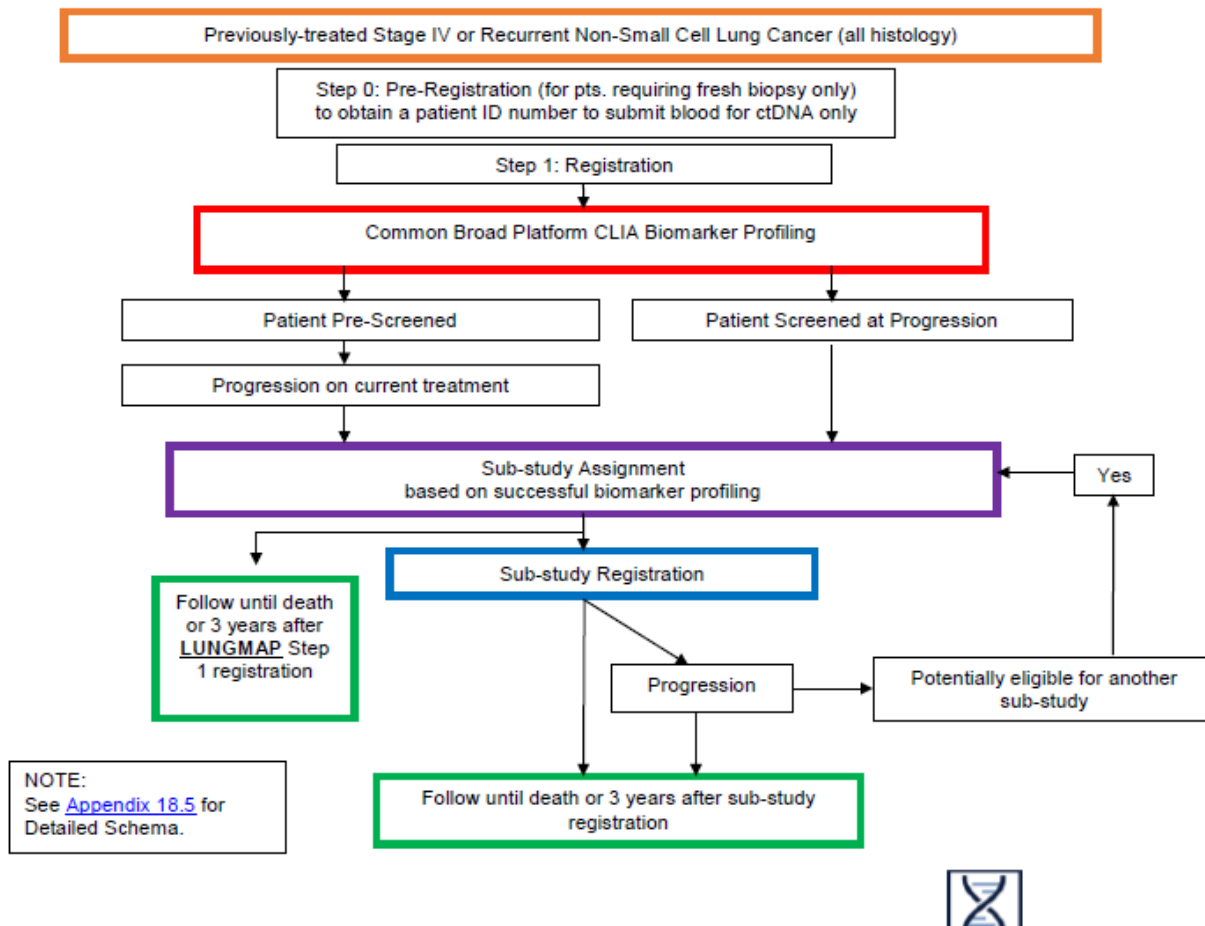 Previously-treated Stage IV or Recurrent Non-Small Cell Lung Cancer (all histology)
Step 0: Pre-Registration (for pts. requiring fresh biopsy only)
to obtain a patient ID number to submit blood for ctDNA only
Step 1: Registration
Common Broad Platform CLIA Biomarker Profiling
Patient Pre-Screened
Patient Screened at Progression
Progression on current treatment
Sub-study Assignment
based on successful biomarker profiling
Yes
Sub-study Registration
Follow until death
or 3 years after
LUNGMAP Step
1 registration
Progression
Potentially eligible for another
sub-study
NOTE:
See Appendix 18.5 for
Detailed Schema.
Follow until death or 3 years after sub-study
registration